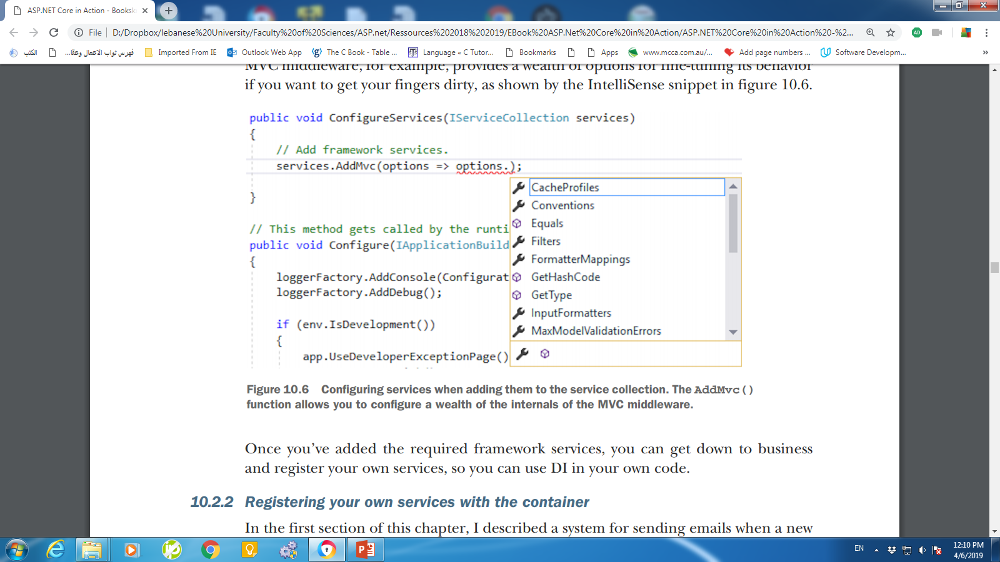 ASP.NET Core in Action - Booksk
File
D:/Dropbox/lebanese%20University/Faculty%20of%20Sciences/ASP.net/Ressources%202018%202019/EBook%20ASP.Net%20Core%20in%20Action/ASP.NET%20Core%20in%20Action%20-%2...
الكتب
فهرس ثواب الاعمال وعقا...
Imported From IE
Outlook Web App
The C Book - Table ...
Language « C Tutor...
Bookmarks
Apps
www.mcca.com.au/...
Add page numbers ...
Software Developm...
»
MVC middleware, for example, provides a wealth of options for fine-tuning its behavior
if you want to get your fingers dirty, as shown by the IntelliSense snippet in figure 10.6.
public void ConfigureServices(IServiceCollection services)
{
// Add framework services.
services.AddMvc(options => options.);
}
CacheProfiles
Conventions
Equals
Filters
FormatterMappings
GetHashCode
GetType
InputFormatters
MaxModelValidationErrors
// This method gets called by the runti
public void Configure(IApplicationBuild
{
loggerFactory.AddConsole(Configurat
loggerFactory.AddDebug();
if (env.IsDevelopment())
{
app.UseDeveloperExceptionPage()
Figure 10.6 Configuring services when adding them to the service collection. The AddMvc()
function allows you to configure a wealth of the internals of the MVC middleware.
Once you’ve added the required framework services, you can get down to business
and register your own services, so you can use DI in your own code.
10.2.2 Registering your own services with the container
In the first section of this chapter, I described a system for sending emails when a new
EN
12:10 PM
4/6/2019